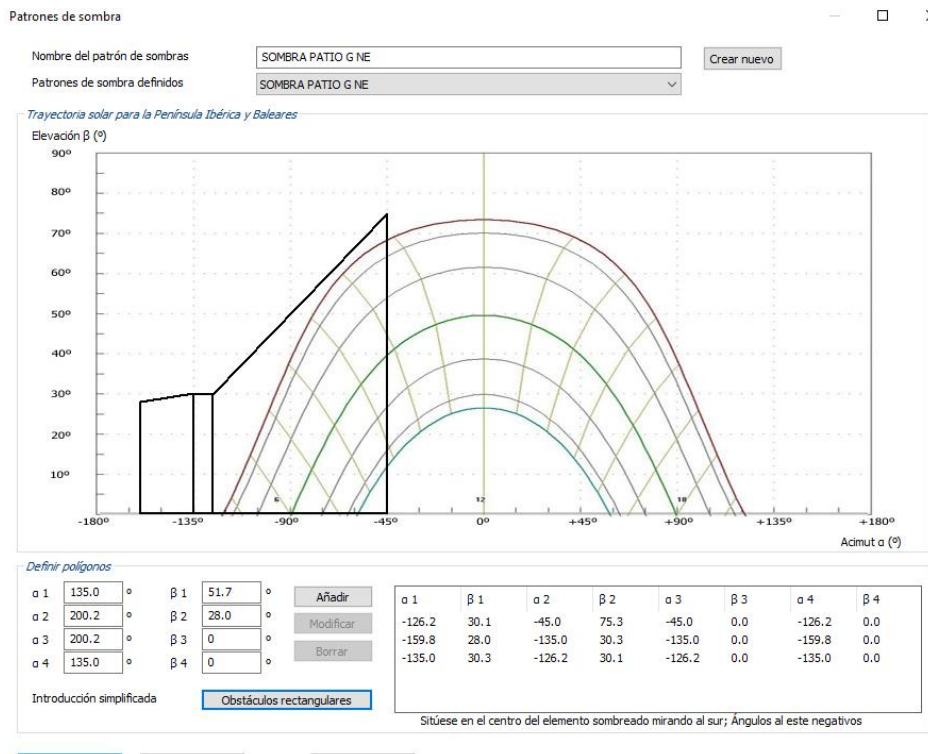 Patrones de sombra
Nombre del patrón de sombras SOMBRA PATIO G NE Crear nuevo
Patrones de sombra definidos SOMBRA PATIO G NE
Trayectoria solar para la Península Ibérica y Baleares
Elevación β (º)
90º
80º
70º
60º
50º
40º
30º
20º
10º
6 12 18
-180º -135º -90º -45º 0º +45º +90º +135º +180º
Acimut α (º)
Definir polígonos
α 1 135.0 º β 1 51.7 º Añadir
α 2 200.2 º β 2 28.0 º Modificar
α 3 200.2 º β 3 0 º Borrar
α 4 135.0 º β 4 0 º
α 1 β 1 α 2 β 2 α 3 β 3 α 4 β 4
-126.2 30.1 -45.0 75.3 -45.0 0.0 -126.2 0.0
-159.8 28.0 -135.0 30.3 -135.0 0.0 -159.8 0.0
-135.0 30.3 -126.2 30.1 -126.2 0.0 -135.0 0.0
Introducción simplificada Obstáculos rectangulares
Sitúese en el centro del elemento sombreado mirando al sur; Ángulos al este negativos